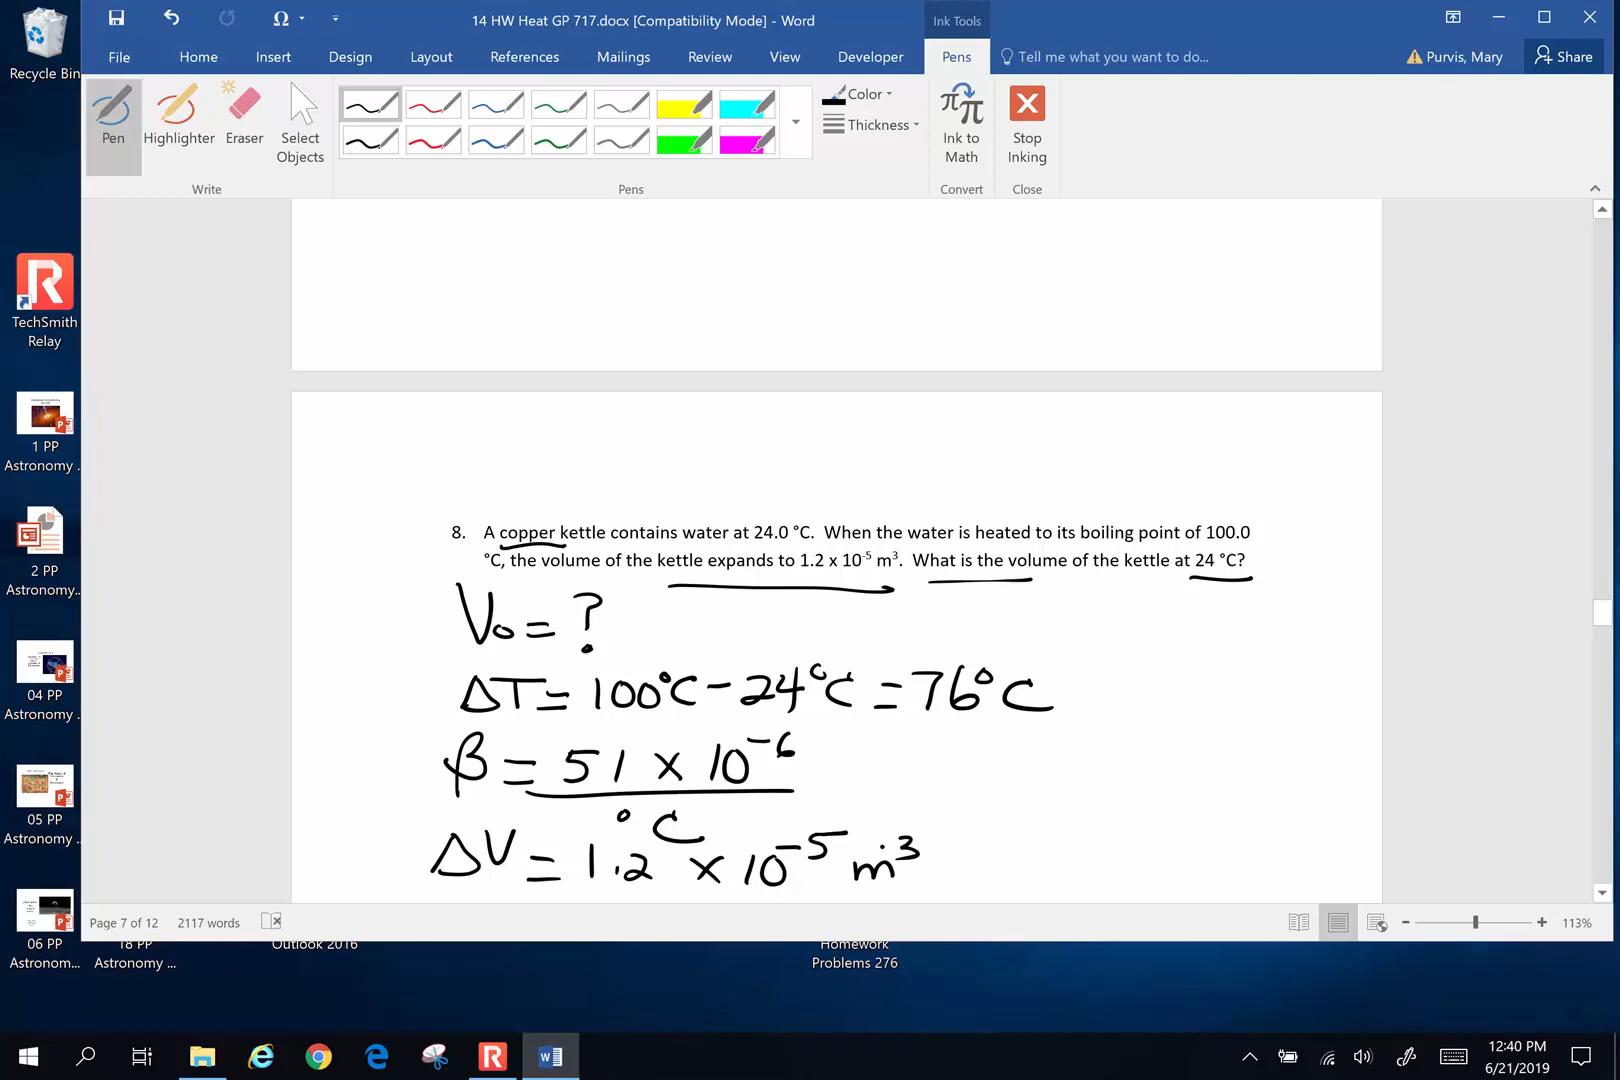 Recycle Bin
14 HW Heat GP 717.docx [Compatibility Mode] - Word
Ink Tools
File
Home
Insert
Design
Layout
References
Mailings
Review
View
Developer
Pens
Tell me what you want to do...
Purvis, Mary
Share
Pen
Highlighter
Eraser
Select
Objects
Color
Thickness
Ink to
Math
Stop
Inking
Write
Pens
Convert
Close
TechSmith
Relay
1 PP
Astronomy .
2 PP
Astronomy...
04 PP
Astronomy .
05 PP
Astronomy .
06 PP
Astronom...
18 PP
Astronomy ...
Outlook 2016
Homework
Problems 276
8. A copper kettle contains water at 24.0 °C. When the water is heated to its boiling point of 100.0
°C, the volume of the kettle expands to 1.2 x 10⁻⁵ m³. What is the volume of the kettle at 24 °C?
V₀ = ?
ΔT = 100°C - 24°C = 76°C
β = 51 x 10⁻⁶
°C
ΔV = 1.2 x 10⁻⁵ m³
Page 7 of 12
2117 words
113%
12:40 PM
6/21/2019